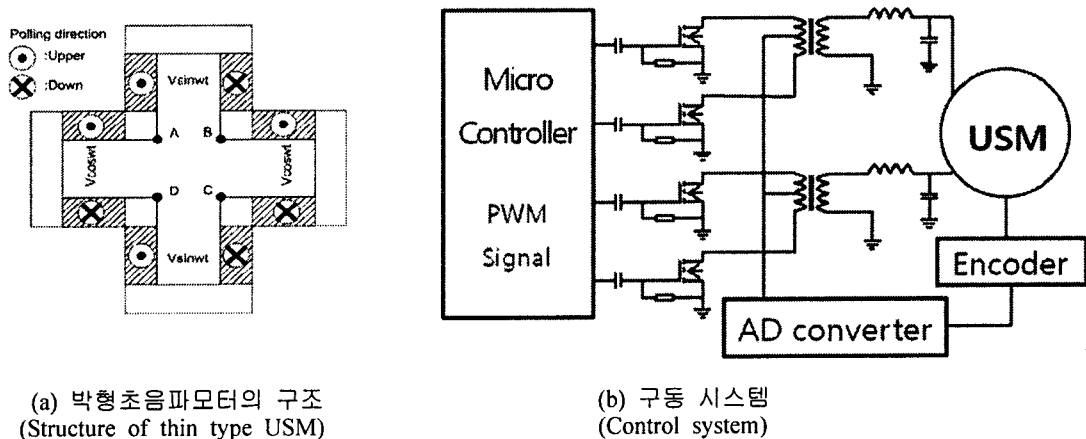 Polling direction
:Upper
:Down
Vsinwt
A
B
Vcoswt
Vcoswt
D
C
Vsinwt
(a) 박형초음파모터의 구조
(Structure of thin type USM)
Micro
Controller
PWM
Signal
USM
Encoder
AD converter
(b) 구동 시스템
(Control system)